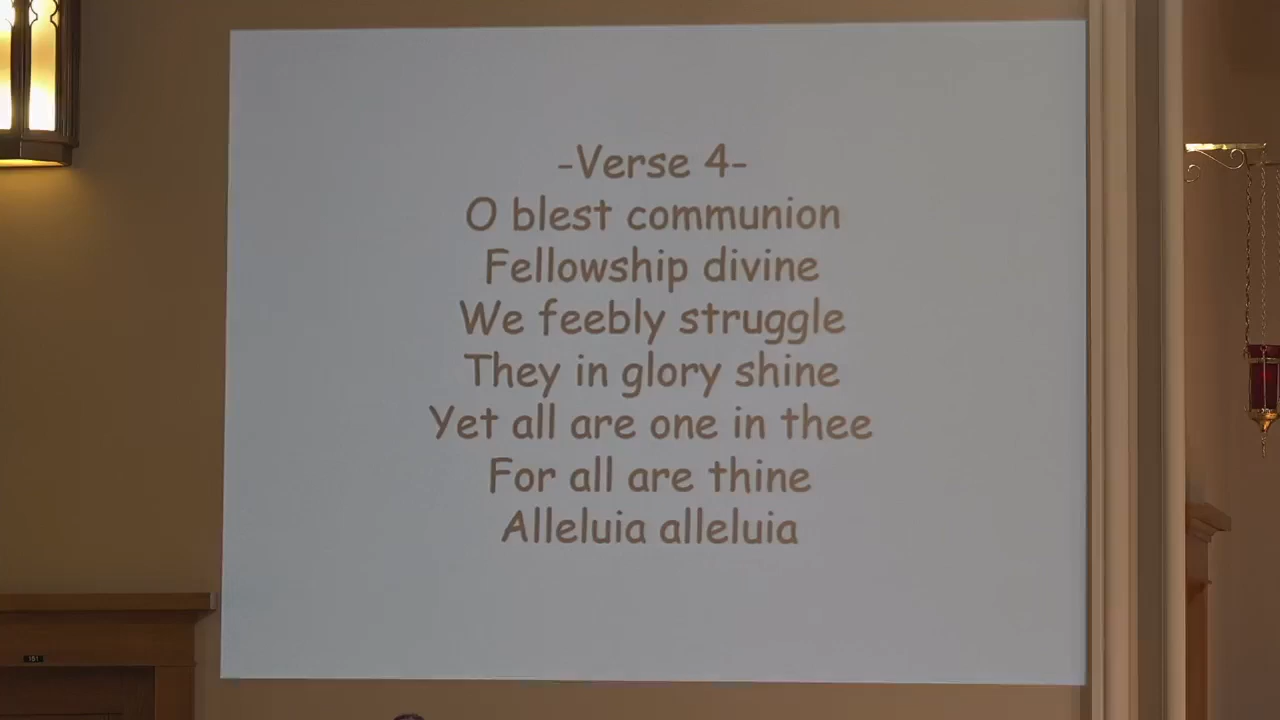 -Verse 4-
O blest communion
Fellowship divine
We feebly struggle
They in glory shine
Yet all are one in thee
For all are thine
Alleluia alleluia
151